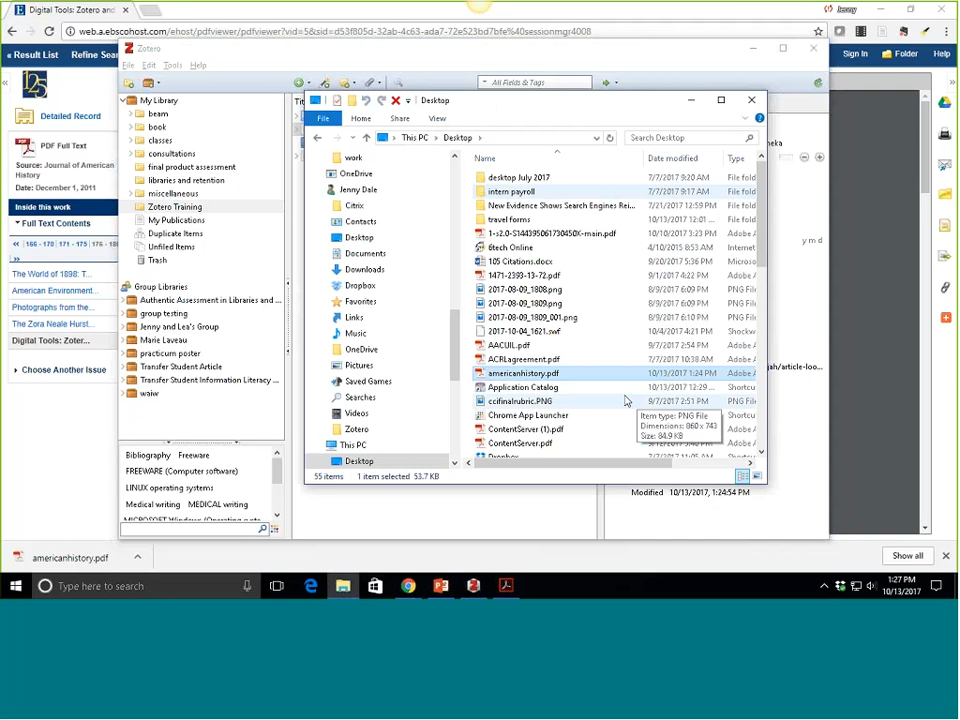 Digital Tools: Zotero and
Jenny
web.a.ebscohost.com/ehost/pdfviewer/pdfviewer?vid=5&sid=d53f805d-32ab-4c63-ada7-72e523bd7bfe%40sessionmgr4008
« Result List
Refine Sear
Sign In
Folder
Help
125
Detailed Record
PDF Full Text
Source: Journal of American
History
Date: December 1, 2011
Inside this work
Full Text Contents
« 166 - 170 171 - 175 176 - 18
»
The World of 1898: T...
American Environment...
Photographs from the...
The Zora Neale Hurst...
Digital Tools: Zoter...
Choose Another Issue
Zotero
File Edit Tools Help
All Fields & Tags
My Library
beam
book
classes
consultations
final product assessment
libraries and retention
miscellaneous
Zotero Training
My Publications
Duplicate Items
Unfiled Items
Trash
Group Libraries
Authentic Assessment in Libraries and ...
group testing
Jenny and Lea's Group
Marie Laveau
practicum poster
Transfer Student Article
Transfer Student Information Literacy ...
waiw
Bibliography Freeware
FREEWARE (Computer software)
LINUX operating systems
Medical writing MEDICAL writing
Desktop
File Home Share View
This PC > Desktop >
Search Desktop
work
OneDrive
Jenny Dale
Citrix
Contacts
Desktop
Documents
Downloads
Dropbox
Favorites
Links
Music
OneDrive
Pictures
Saved Games
Searches
Videos
Zotero
This PC
Desktop
Name Date modified Type
desktop July 2017 7/7/2017 9:20 AM File fold
intern payroll 7/7/2017 9:17 AM File fold
New Evidence Shows Search Engines Rei... 7/21/2017 12:59 PM File fold
travel forms 10/13/2017 12:01 ... File fold
1-s2.0-S144395061730450X-main.pdf 10/10/2017 3:23 PM Adobe A
6tech Online 4/10/2015 8:53 AM Internet
105 Citations.docx 9/20/2017 5:36 PM Microso
1471-2393-13-72.pdf 9/1/2017 4:22 PM Adobe A
2017-08-09_1808.png 8/9/2017 6:09 PM PNG File
2017-08-09_1809.png 8/9/2017 6:09 PM PNG File
2017-08-09_1809_001.png 8/9/2017 6:10 PM PNG File
2017-10-04_1621.swf 10/4/2017 4:21 PM Shockw
AACUIL.pdf 9/7/2017 2:54 PM Adobe A
ACRLagreement.pdf 7/7/2017 10:38 AM Adobe A
americanhistory.pdf 10/13/2017 1:24 PM Adobe A
Application Catalog 10/13/2017 12:29 ... Shortcu
ccifinalrubric.PNG 9/7/2017 2:51 PM PNG File
Chrome App Launcher Shortcu
ContentServer (1).pdf Adobe A
ContentServer.pdf Adobe A
Item type: PNG File
Dimensions: 860 x 743
Size: 84.9 KB
55 items 1 item selected 53.7 KB
neka
y m d
jah/article-loo...
Modified 10/13/2017, 1:24:54 PM
americanhistory.pdf
Show all
Type here to search
1:27 PM
10/13/2017